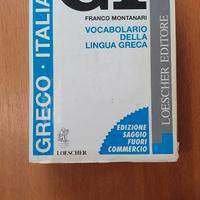 GI
FRANCO MONTANARI
VOCABOLARIO
DELLA
LINGUA GRECA
EDIZIONE
SAGGIO
FUORI
COMMERCIO
LOESCHER
GRECO · ITALIA
LOESCHER EDITORE